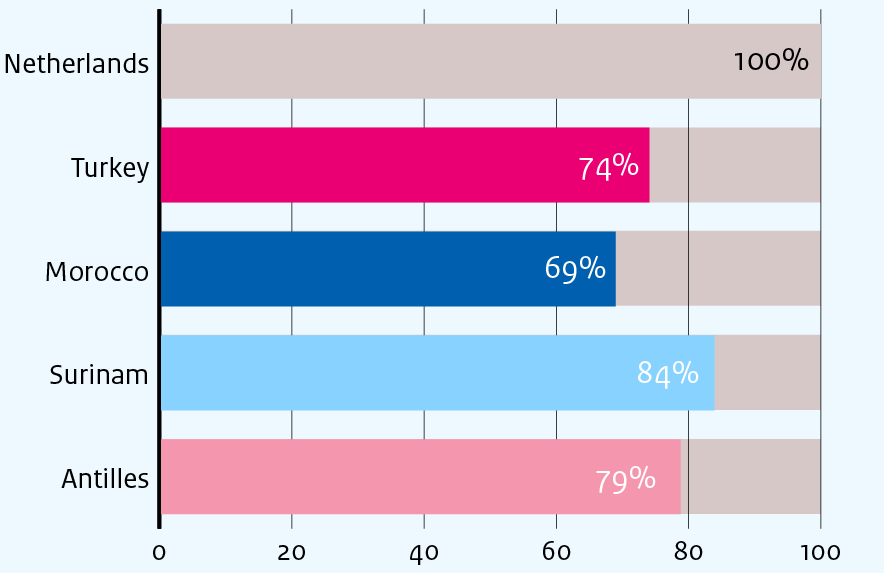 Netherlands 100%
Turkey 74%
Morocco 69%
Surinam 84%
Antilles 79%
0 20 40 60 80 100